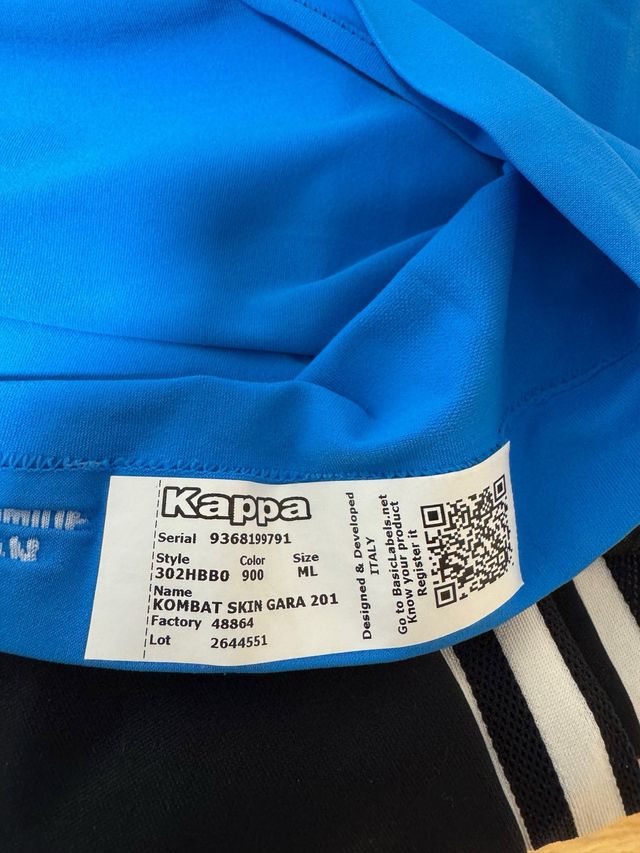 Kappa
Serial 9368199791
Style Color Size
302HBB0 900 ML
Name
KOMBAT SKIN GARA 201
Factory 48864
Lot 2644551
Designed & Developed
ITALY
Go to BasicLabels.net
Know your product
Register it